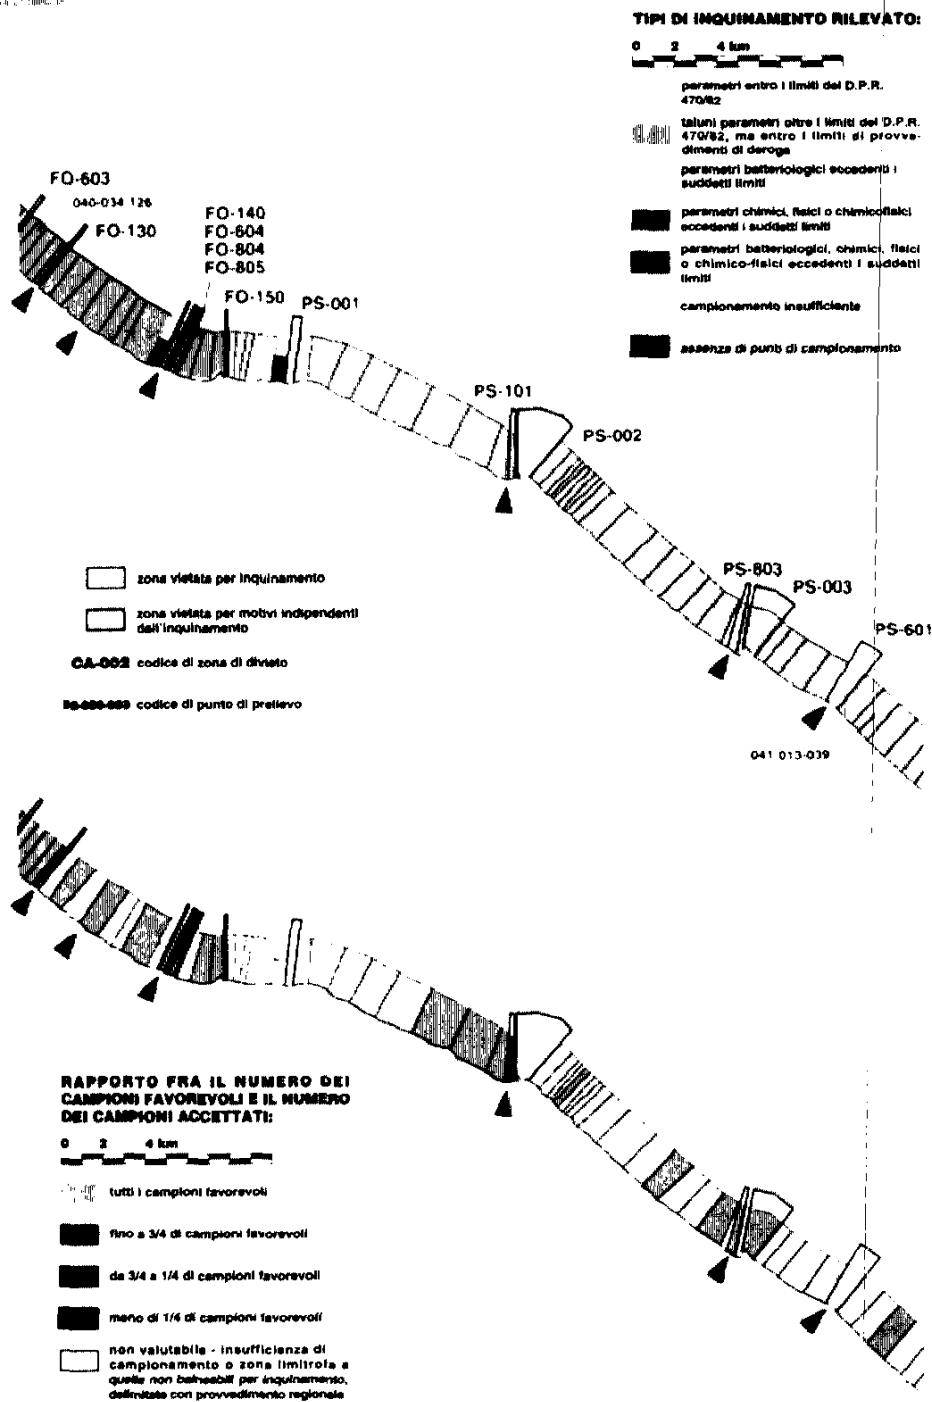 TIPI DI INQUINAMENTO RILEVATO:
0 2 4 km
parametri entro i limiti del D.P.R.
470/82
taluni parametri oltre i limiti del D.P.R.
470/82, ma entro i limiti di provve-
dimenti di deroga
parametri batteriologici eccedenti i
suddetti limiti
parametri chimici, fisici o chimicofisici
eccedenti i suddetti limiti
parametri batteriologici, chimici, fisici
o chimico-fisici eccedenti i suddetti
limiti
campionamento insufficiente
assenza di punti di campionamento
FO-603
040-034 126
FO-130
FO-140
FO-604
FO-804
FO-805
FO-150
PS-001
PS-101
PS-002
PS-803
PS-003
PS-601
041 013-039
zona vietata per inquinamento
zona vietata per motivi indipendenti
dall'inquinamento
CA-002 codice di zona di divieto
codice di punto di prelievo
RAPPORTO FRA IL NUMERO DEI
CAMPIONI FAVOREVOLI E IL NUMERO
DEI CAMPIONI ACCETTATI:
0 2 4 km
tutti i campioni favorevoli
fino a 3/4 di campioni favorevoli
da 3/4 a 1/4 di campioni favorevoli
meno di 1/4 di campioni favorevoli
non valutabile - insufficienza di
campionamento o zona limitrofa a
quelle non balneabili per inquinamento,
delimitate con provvedimento regionale